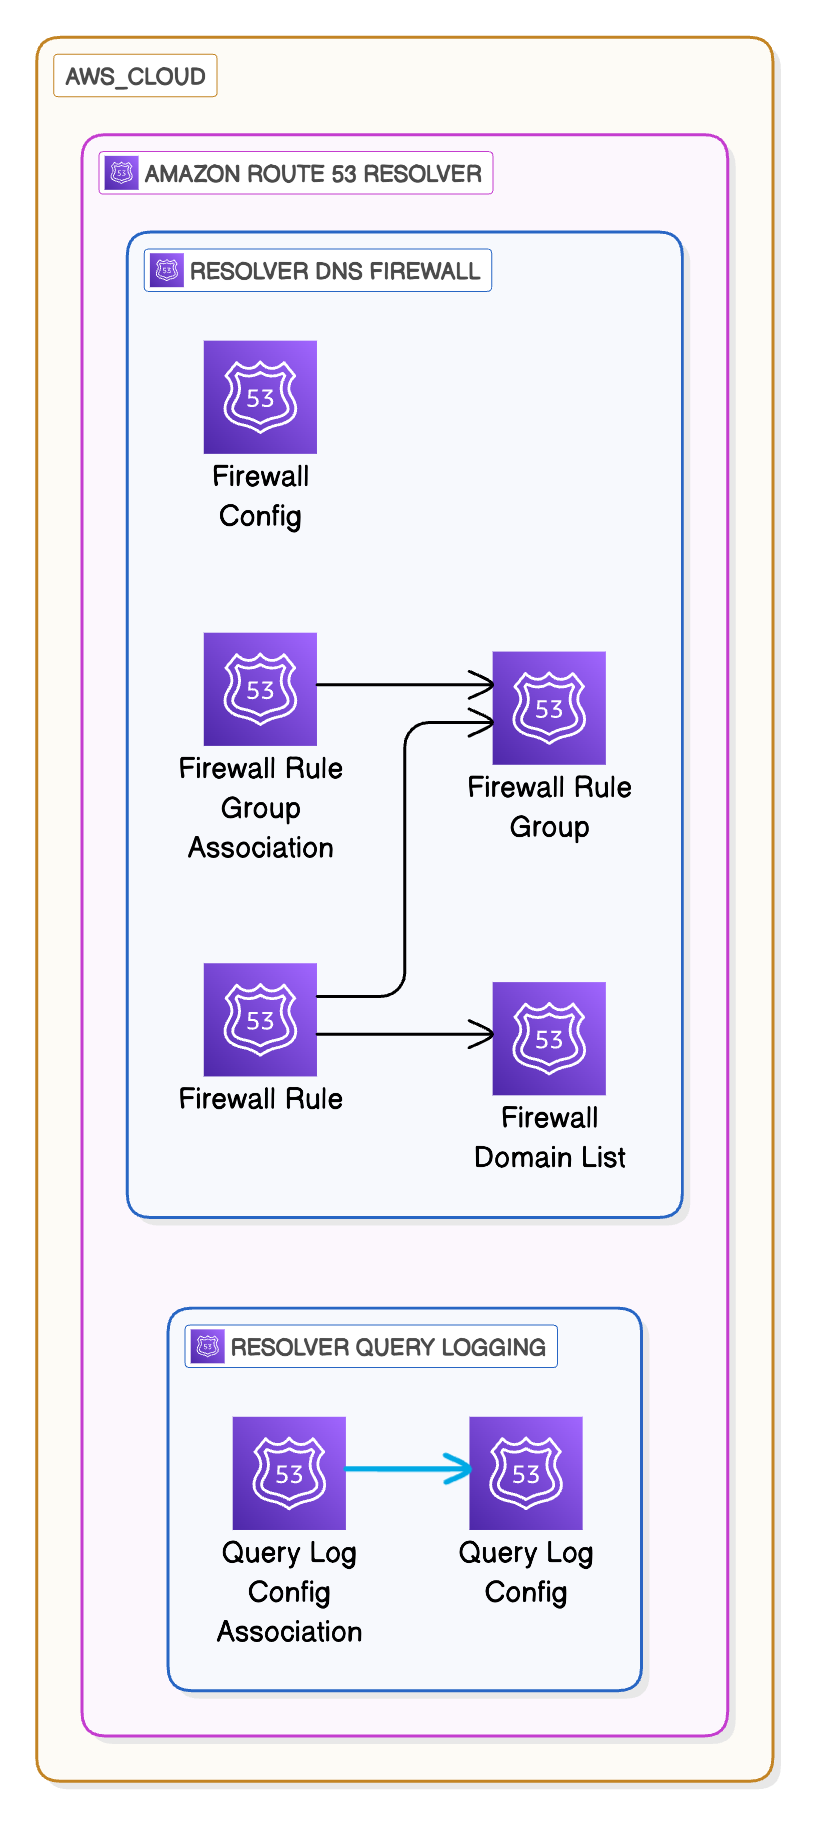 AWS_CLOUD
53 AMAZON ROUTE 53 RESOLVER
53 RESOLVER DNS FIREWALL
53
Firewall
Config
53
Firewall Rule
Group
Association
53
Firewall Rule
Group
53
Firewall Rule
53
Firewall
Domain List
53 RESOLVER QUERY LOGGING
53
Query Log
Config
Association
53
Query Log
Config